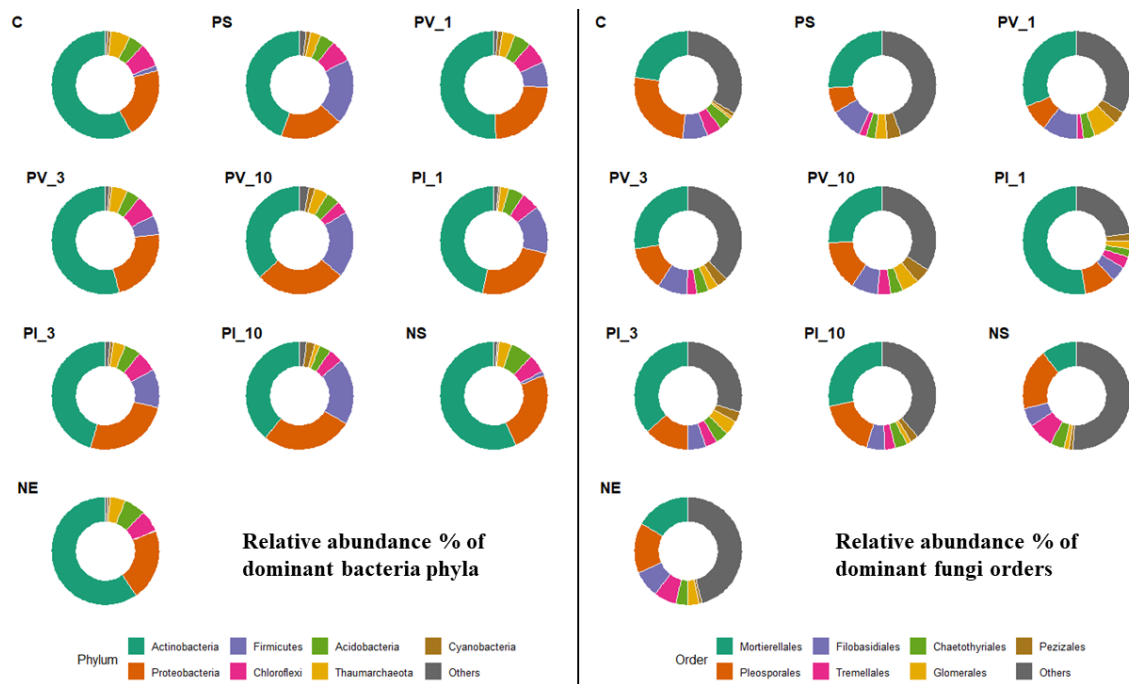 C PS PV_1
PV_3 PV_10 PI_1
PI_3 PI_10 NS
NE
Relative abundance % of
dominant bacteria phyla
Phylum Actinobacteria Firmicutes Acidobacteria Cyanobacteria
Proteobacteria Chloroflexi Thaumarchaeota Others
C PS PV_1
PV_3 PV_10 PI_1
PI_3 PI_10 NS
NE
Relative abundance % of
dominant fungi orders
Order Mortierellales Filobasidiales Chaetothyriales Pezizales
Pleosporales Tremellales Glomerales Others